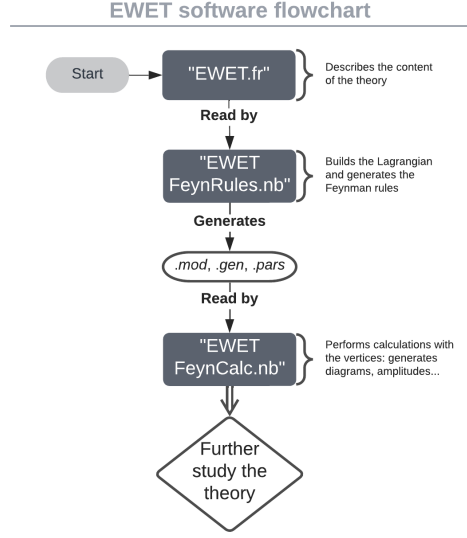 EWET software flowchart
Start
"EWET.fr"
Describes the content
of the theory
Read by
"EWET
FeynRules.nb"
Builds the Lagrangian
and generates the
Feynman rules
Generates
.mod, .gen, .pars
Read by
"EWET
FeynCalc.nb"
Performs calculations with
the vertices: generates
diagrams, amplitudes...
Further
study the
theory